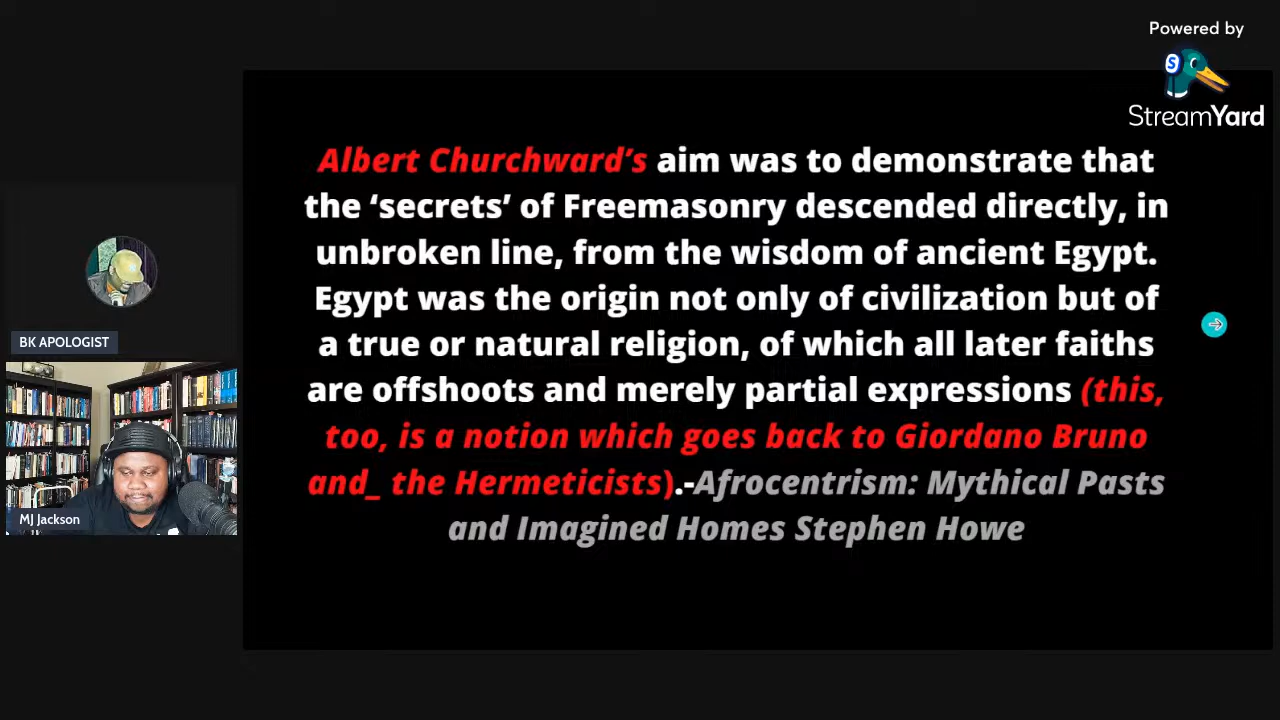 Powered by
S
StreamYard
Albert Churchward’s aim was to demonstrate that
the ‘secrets’ of Freemasonry descended directly, in
unbroken line, from the wisdom of ancient Egypt.
Egypt was the origin not only of civilization but of
a true or natural religion, of which all later faiths
are offshoots and merely partial expressions (this,
too, is a notion which goes back to Giordano Bruno
and_ the Hermeticists).-Afrocentrism: Mythical Pasts
and Imagined Homes Stephen Howe
BK APOLOGIST
MJ Jackson